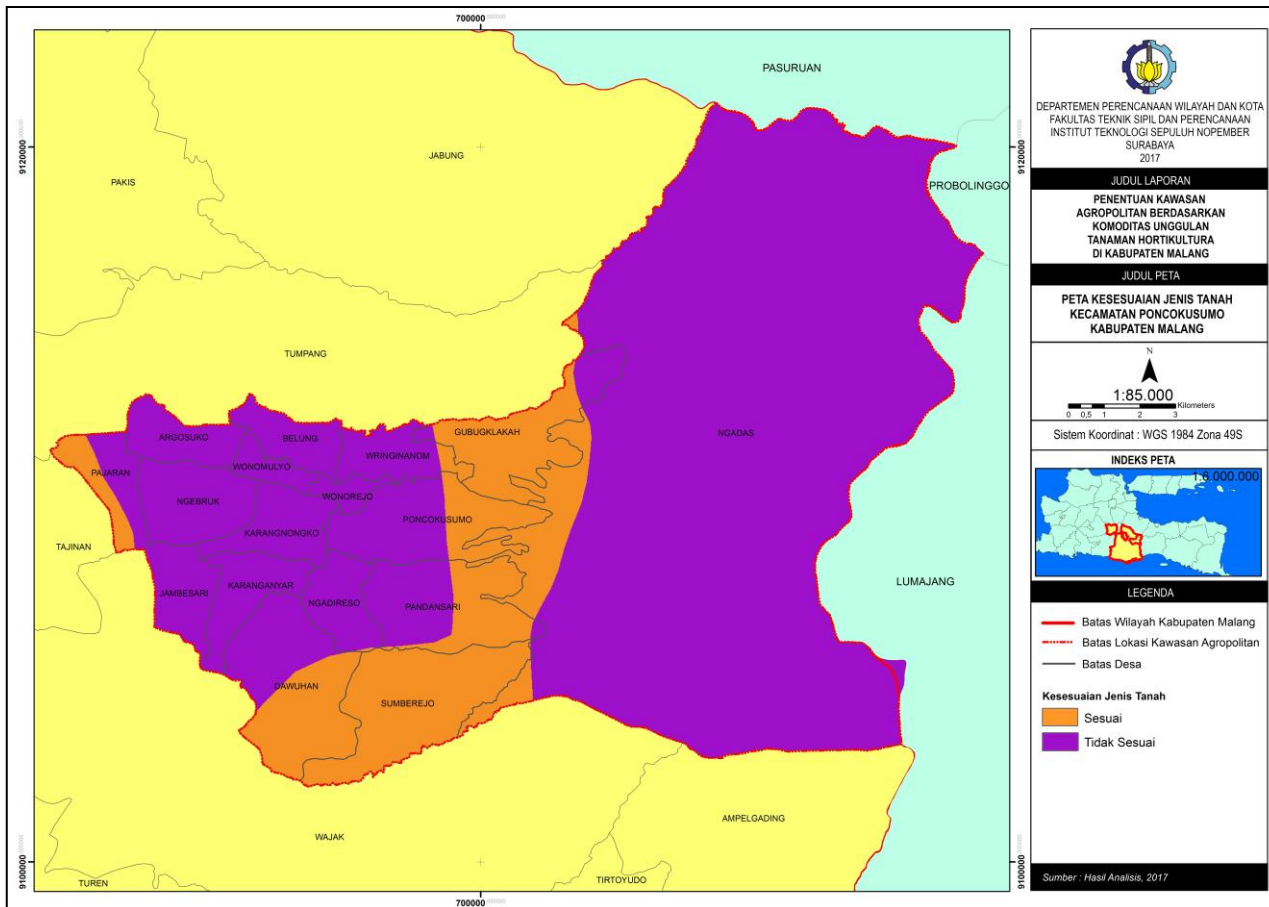 700000
PASURUAN
JABUNG
9120000
9120000
PAKIS
PROBOLINGGO
TUMPANG
ARGOSUKO
BELUNG
GUBUGKLAKAH
NGADAS
WRINGINANOM
PAJARAN
WONOMULYO
NGEBRUK
WONOREJO
PONCOKUSUMO
KARANGNONGKO
TAJINAN
LUMAJANG
JAMBESARI
KARANGANYAR
NGADIRESO
PANDANSARI
DAWUHAN
SUMBEREJO
AMPELGADING
WAJAK
9100000
9100000
TUREN
TIRTOYUDO
700000
DEPARTEMEN PERENCANAAN WILAYAH DAN KOTA
FAKULTAS TEKNIK SIPIL DAN PERENCANAAN
INSTITUT TEKNOLOGI SEPULUH NOPEMBER
SURABAYA
2017
JUDUL LAPORAN
PENENTUAN KAWASAN
AGROPOLITAN BERDASARKAN
KOMODITAS UNGGULAN
TANAMAN HORTIKULTURA
DI KABUPATEN MALANG
JUDUL PETA
PETA KESESUAIAN JENIS TANAH
KECAMATAN PONCOKUSUMO
KABUPATEN MALANG
N
1:85.000
Kilometers
0 0,5 1 2 3
Sistem Koordinat : WGS 1984 Zona 49S
INDEKS PETA
1:6.000.000
LEGENDA
Batas Wilayah Kabupaten Malang
Batas Lokasi Kawasan Agropolitan
Batas Desa
Kesesuaian Jenis Tanah
Sesuai
Tidak Sesuai
Sumber : Hasil Analisis, 2017